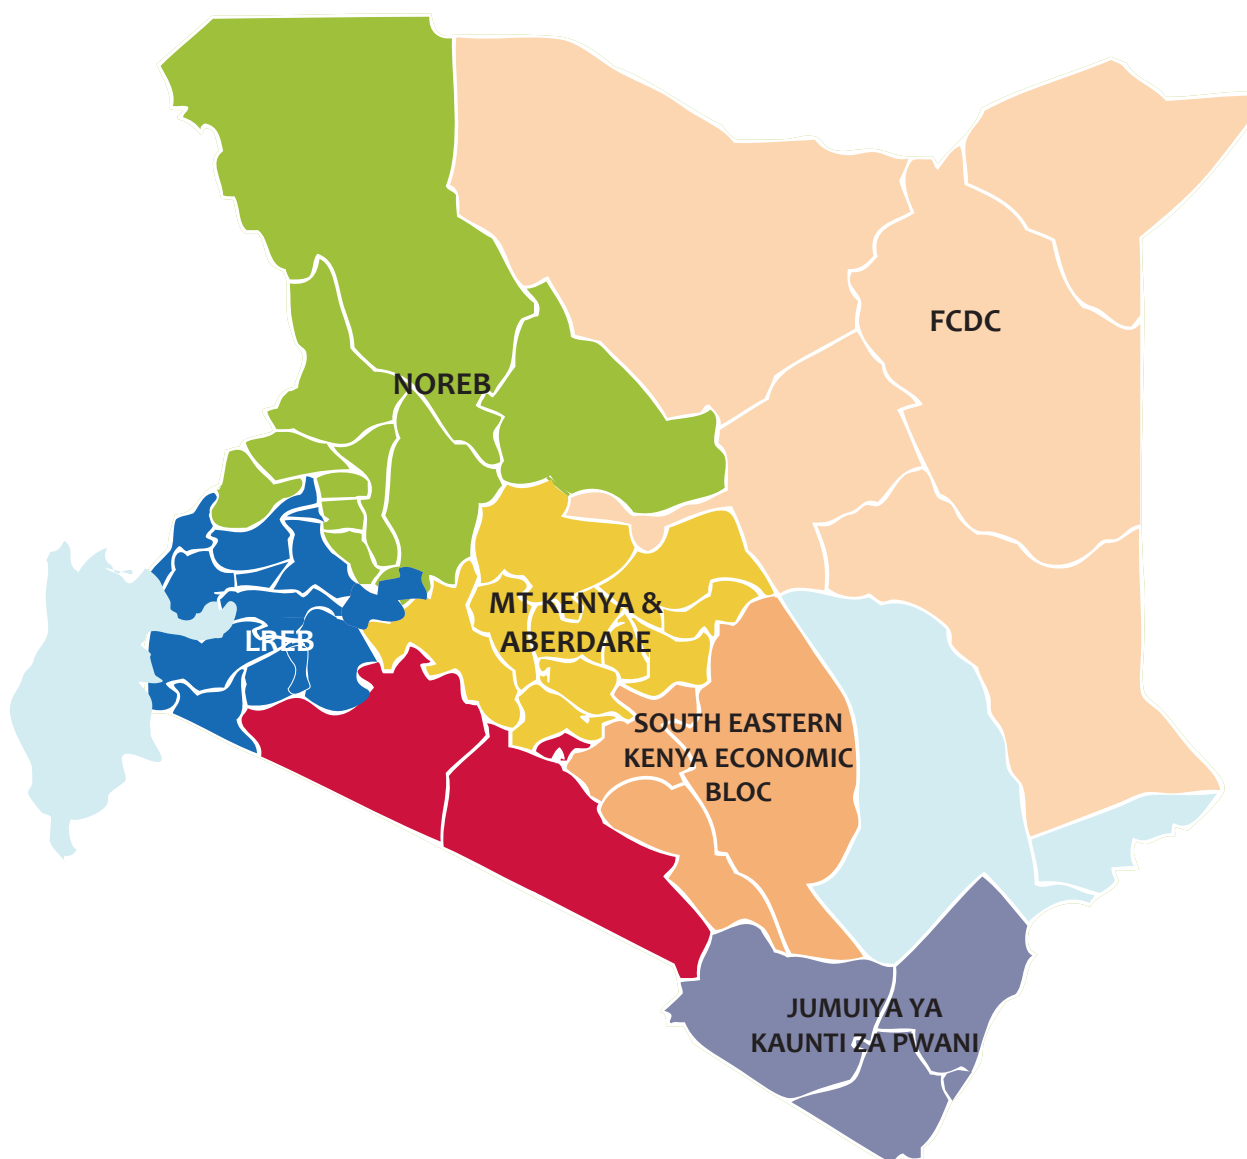 FCDC
NOREB
MT KENYA &
ABERDARE
LREB
SOUTH EASTERN
KENYA ECONOMIC
BLOC
JUMUIYA YA
KAUNTI ZA PWANI